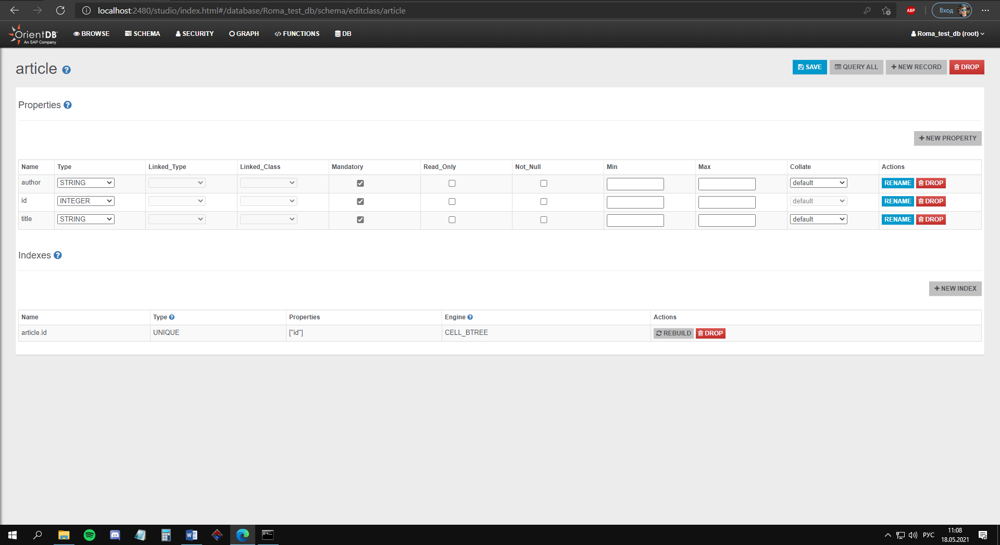 localhost:2480/studio/index.html#/database/Roma_test_db/schema/editclass/article
ABP
Вход
OrientDB
An SAP Company
BROWSE SCHEMA SECURITY GRAPH FUNCTIONS DB
Roma_test_db (root)
article
SAVE QUERY ALL NEW RECORD DROP
Properties
NEW PROPERTY
Name Type Linked_Type Linked_Class Mandatory Read_Only Not_Null Min Max Collate Actions
author STRING default RENAME DROP
id INTEGER default RENAME DROP
title STRING default RENAME DROP
Indexes
NEW INDEX
Name Type Properties Engine Actions
article.id UNIQUE ["id"] CELL_BTREE REBUILD DROP
РУС
11:08
18.05.2021